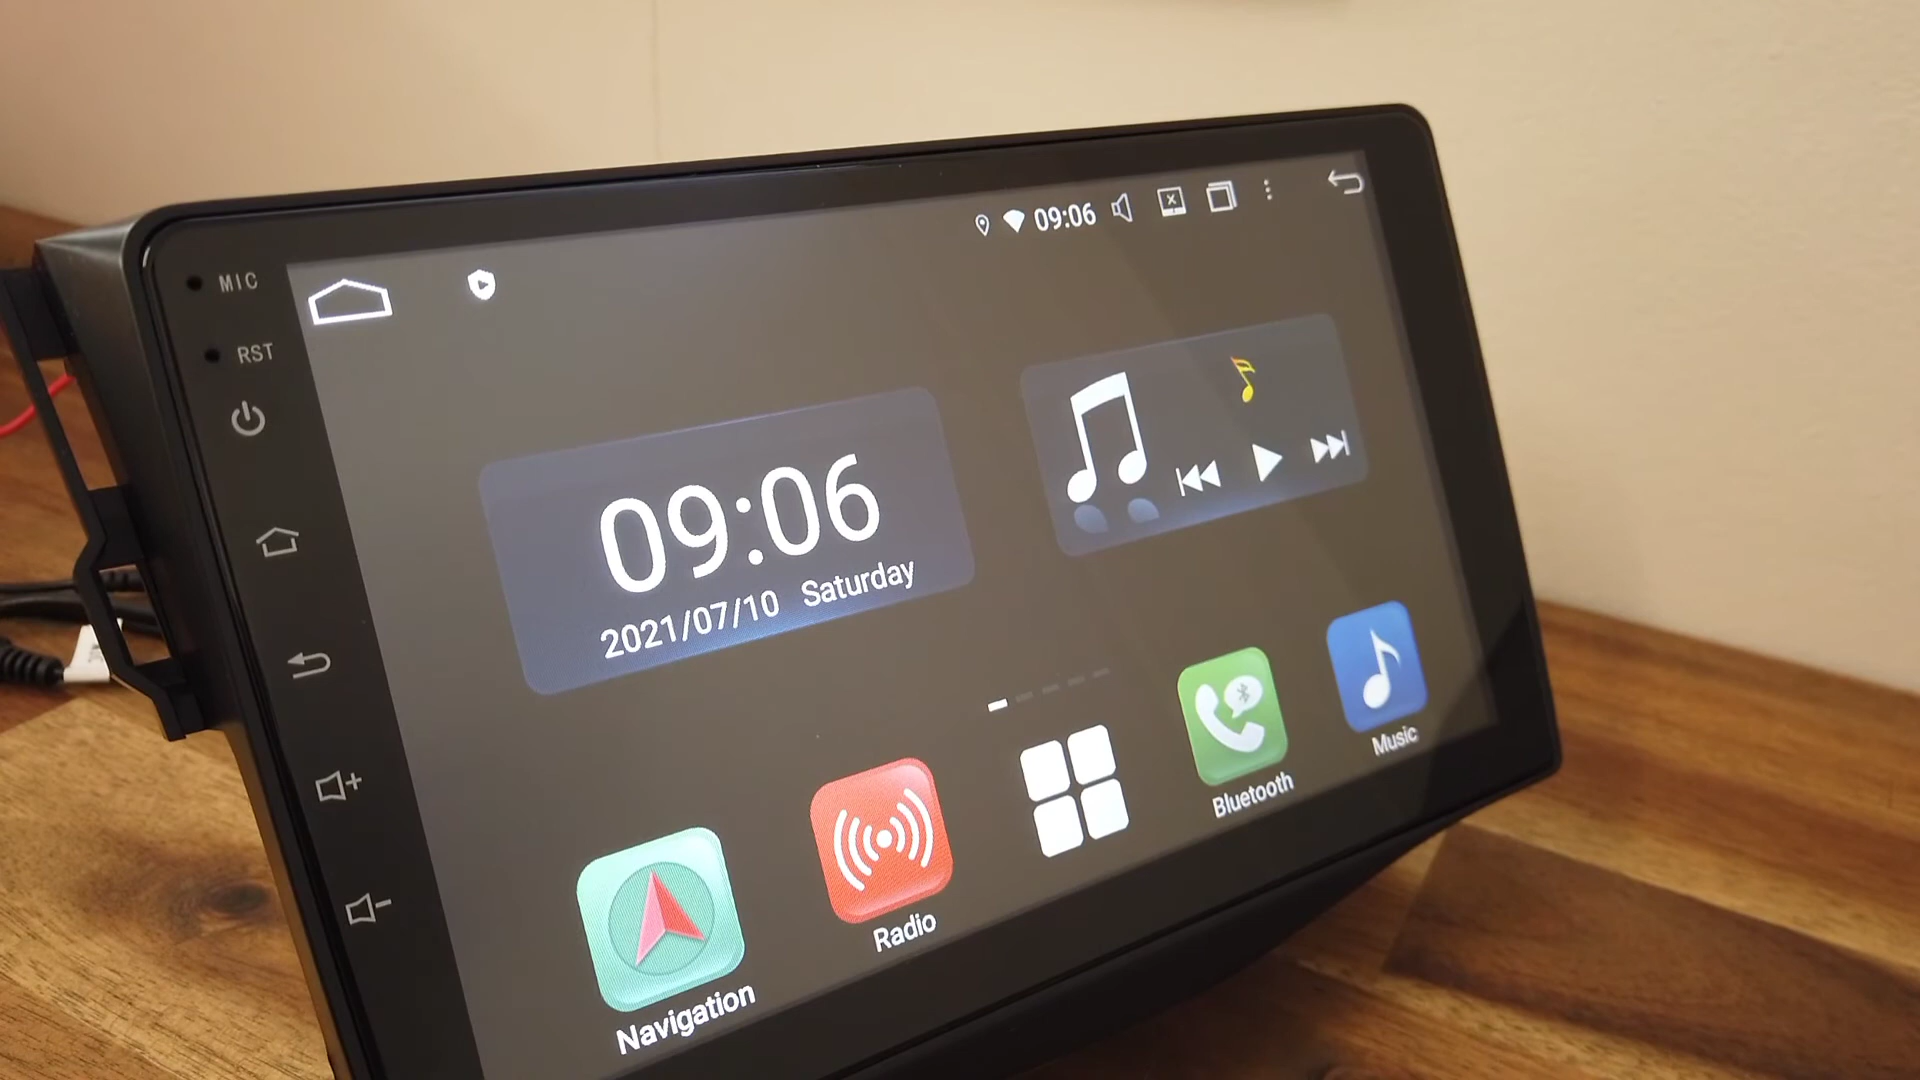 MIC
RST
09:06
09:06
2021/07/10 Saturday
Navigation
Radio
Bluetooth
Music